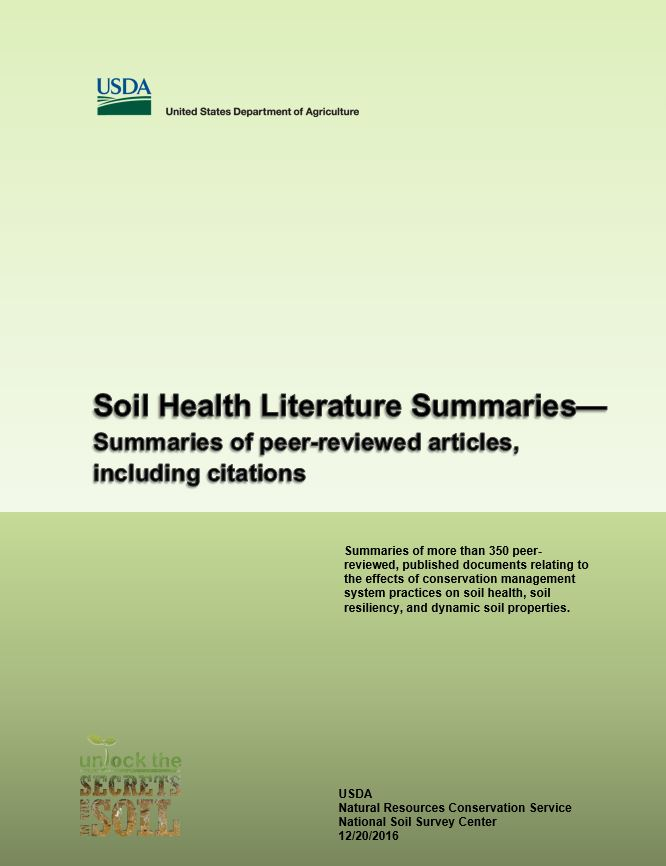 USDA
United States Department of Agriculture
Soil Health Literature Summaries—
Summaries of peer-reviewed articles,
including citations
Summaries of more than 350 peer-
reviewed, published documents relating to
the effects of conservation management
system practices on soil health, soil
resiliency, and dynamic soil properties.
unlock the
SECRETS
IN THE
SOIL
USDA
Natural Resources Conservation Service
National Soil Survey Center
12/20/2016